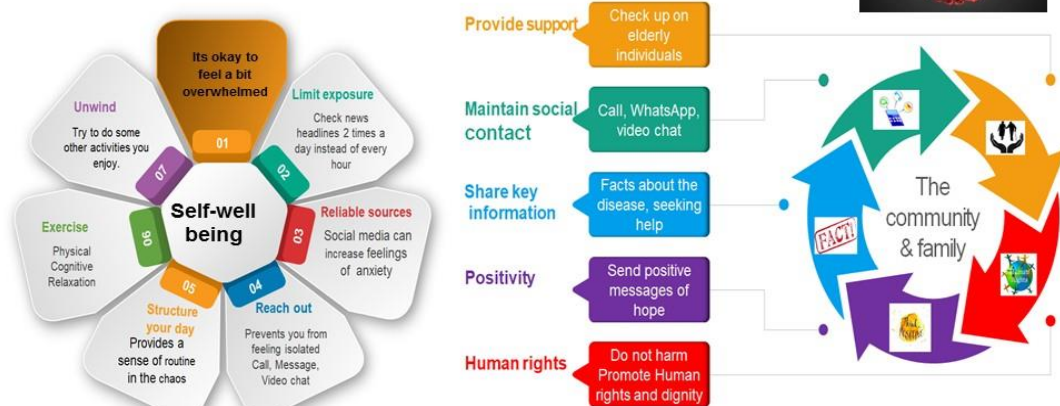 Its okay to
feel a bit
overwhelmed
01
Limit exposure
Check news
headlines 2 times a
day instead of every
hour
02
Reliable sources
Social media can
increase feelings
of anxiety
03
Reach out
Prevents you from
feeling isolated
Call, Message,
Video chat
04
Structure
your day
Provides a
sense of routine
in the chaos
05
Exercise
Physical
Cognitive
Relaxation
06
Unwind
Try to do some
other activities you
enjoy.
07
Self-well
being
Provide support
Check up on
elderly
individuals
Maintain social
contact
Call, WhatsApp,
video chat
Share key
information
Facts about the
disease, seeking
help
Positivity
Send positive
messages of
hope
Human rights
Do not harm
Promote Human
rights and dignity
The
community
& family
FACT!